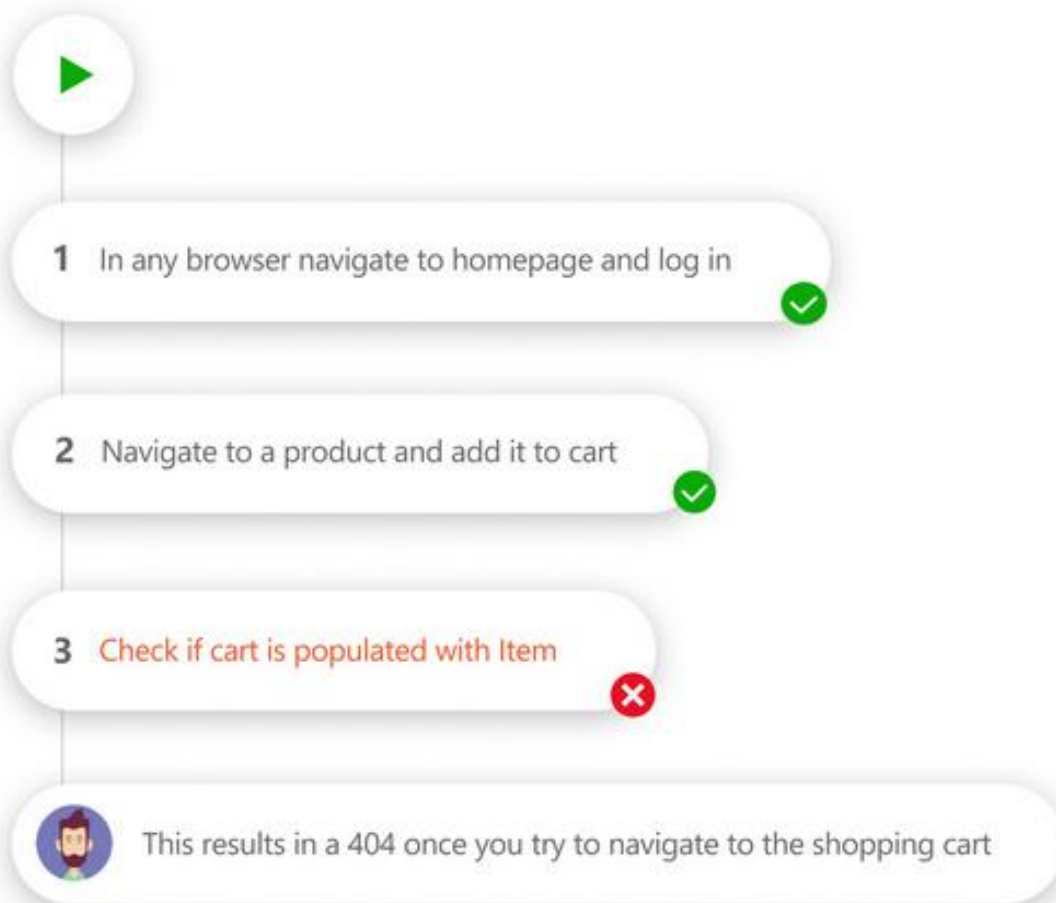 1 In any browser navigate to homepage and log in
2 Navigate to a product and add it to cart
3 Check if cart is populated with Item
This results in a 404 once you try to navigate to the shopping cart